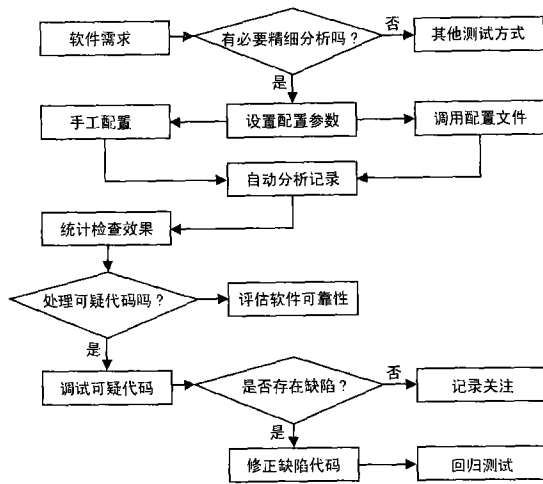 软件需求
有必要精细分析吗？
否
其他测试方式
是
手工配置
设置配置参数
调用配置文件
自动分析记录
统计检查效果
处理可疑代码吗？
评估软件可靠性
是
调试可疑代码
是否存在缺陷？
否
记录关注
是
修正缺陷代码
回归测试